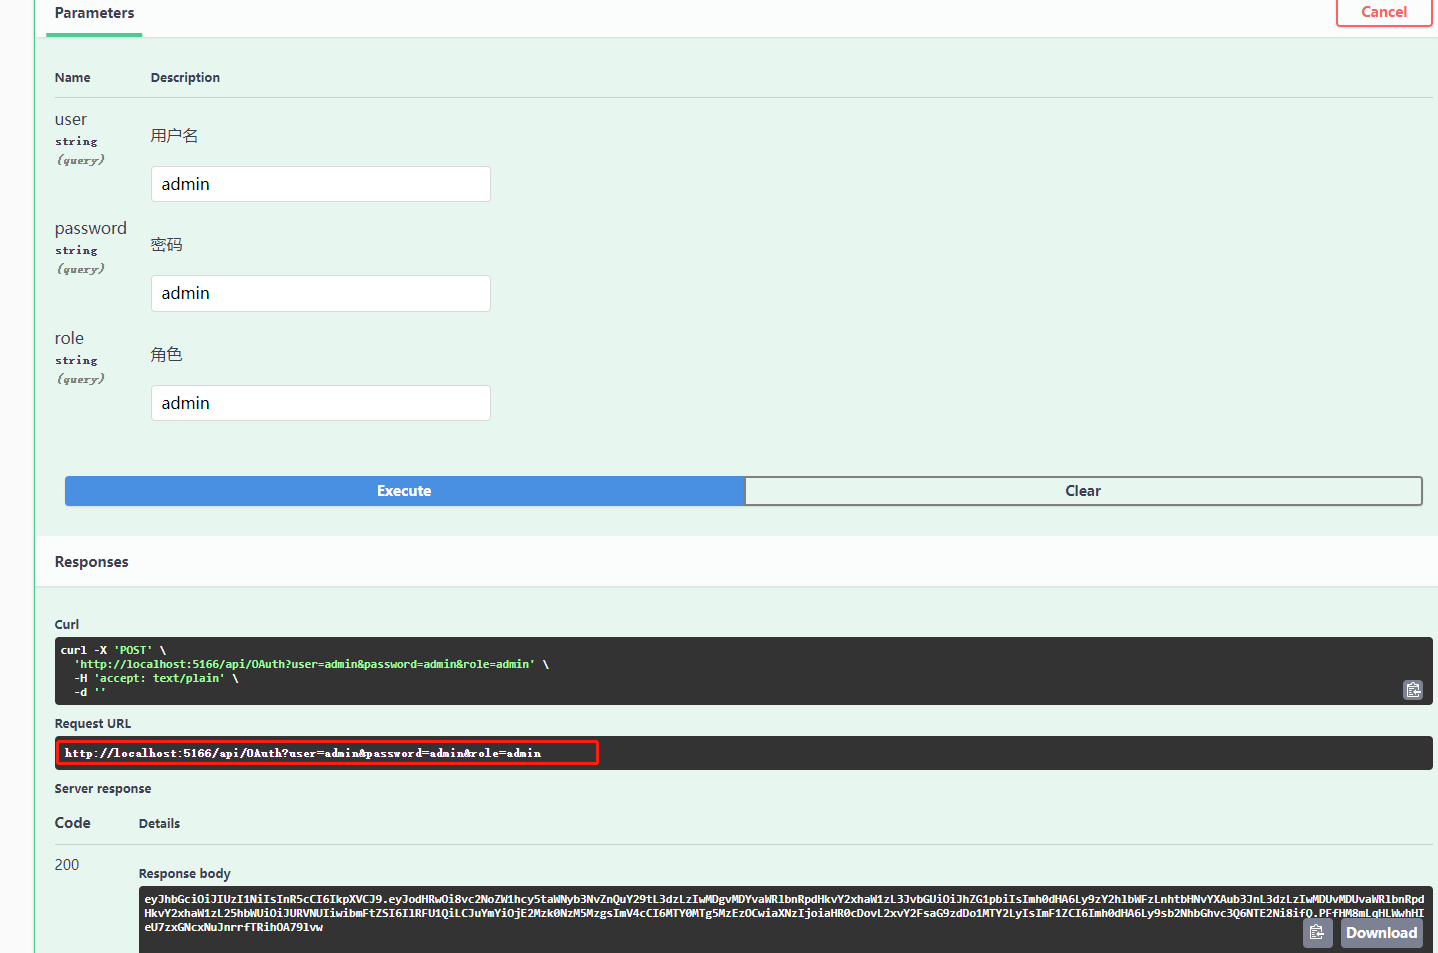 Parameters
Cancel
Name Description
user
string
(query)
用户名
admin
password
string
(query)
密码
admin
role
string
(query)
角色
admin
Execute
Clear
Responses
Curl
curl -X 'POST' \
'http://localhost:5166/api/OAuth?user=admin&password=admin&role=admin' \
-H 'accept: text/plain' \
-d ''
Request URL
http://localhost:5166/api/OAuth?user=admin&password=admin&role=admin
Server response
Code Details
200
Response body
Download